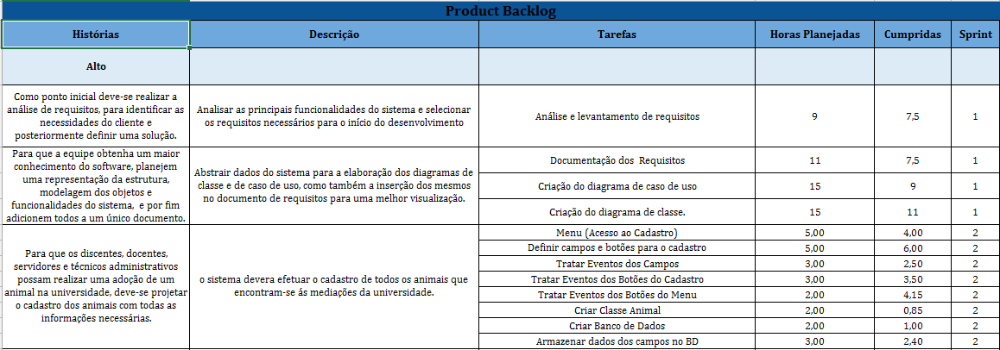 Product Backlog
Histórias Descrição Tarefas Horas Planejadas Cumpridas Sprint
Alto
Como ponto inicial deve-se realizar a
análise de requisitos, para identificar as
necessidades do cliente e
posteriormente definir uma solução.
Analisar as principais funcionalidades do sistema e selecionar
os requisitos necessários para o início do desenvolvimento
Análise e levantamento de requisitos 9 7,5 1
Para que a equipe obtenha um maior
conhecimento do software, planejem
uma representação da estrutura,
modelagem dos objetos e
funcionalidades do sistema, e por fim
adicionem todos a um único documento.
Abstrair dados do sistema para a elaboração dos diagramas de
classe e de caso de uso, como também a inserção dos mesmos
no documento de requisitos para uma melhor visualização.
Documentação dos Requisitos 11 7,5 1
Criação do diagrama de caso de uso 15 9 1
Criação do diagrama de classe. 15 11 1
Para que os discentes, docentes,
servidores e técnicos administrativos
possam realizar uma adoção de um
animal na universidade, deve-se projetar
o cadastro dos animais com todas as
informações necessárias.
o sistema devera efetuar o cadastro de todos os animais que
encontram-se ás mediações da universidade.
Menu (Acesso ao Cadastro) 5,00 4,00 2
Definir campos e botões para o cadastro 5,00 6,00 2
Tratar Eventos dos Campos 3,00 2,50 2
Tratar Eventos dos Botões do Cadastro 3,00 3,50 2
Tratar Eventos dos Botões do Menu 2,00 4,15 2
Criar Classe Animal 2,00 0,85 2
Criar Banco de Dados 2,00 1,00 2
Armazenar dados dos campos no BD 3,00 2,40 2